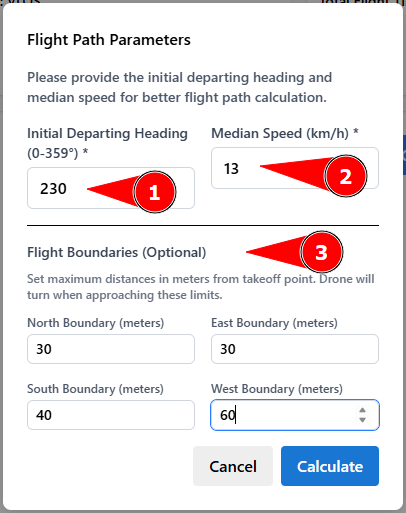 Flight Path Parameters
Please provide the initial departing heading and
median speed for better flight path calculation.
Initial Departing Heading
(0-359°) *
Median Speed (km/h) *
230
1
13
2
Flight Boundaries (Optional)
3
Set maximum distances in meters from takeoff point. Drone will
turn when approaching these limits.
North Boundary (meters)
East Boundary (meters)
30
30
South Boundary (meters)
West Boundary (meters)
40
60
Cancel
Calculate